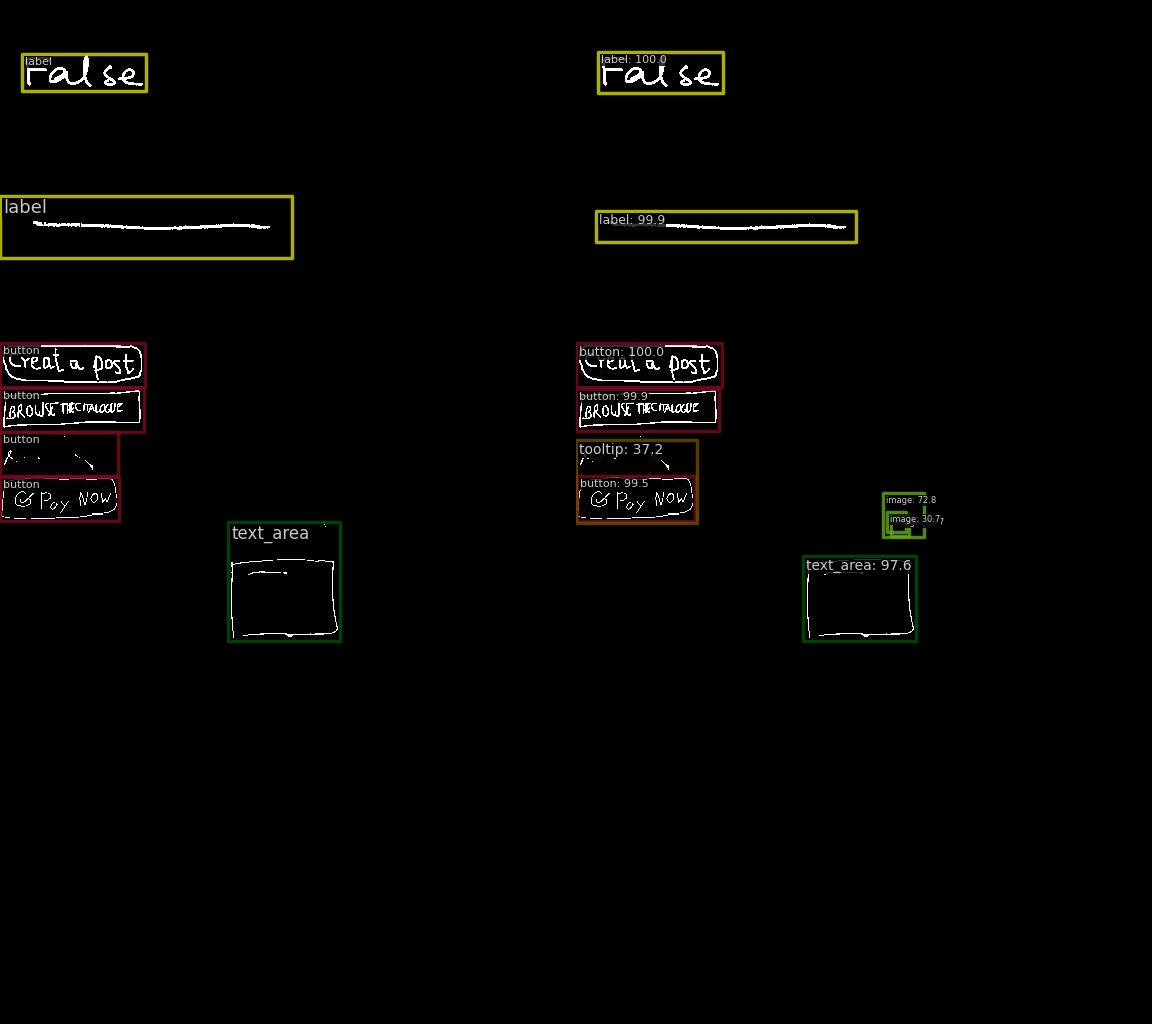 label
False
label
button
Creat a post
button
BROWSE THE CATALOGUE
button
button
G Pay NOW
text_area
label: 100.0
False
label: 99.9
button: 100.0
Creat a post
button: 99.9
BROWSE THE CATALOGUE
tooltip: 37.2
button: 99.5
G Pay NOW
image: 72.8
image: 30.7
text_area: 97.6